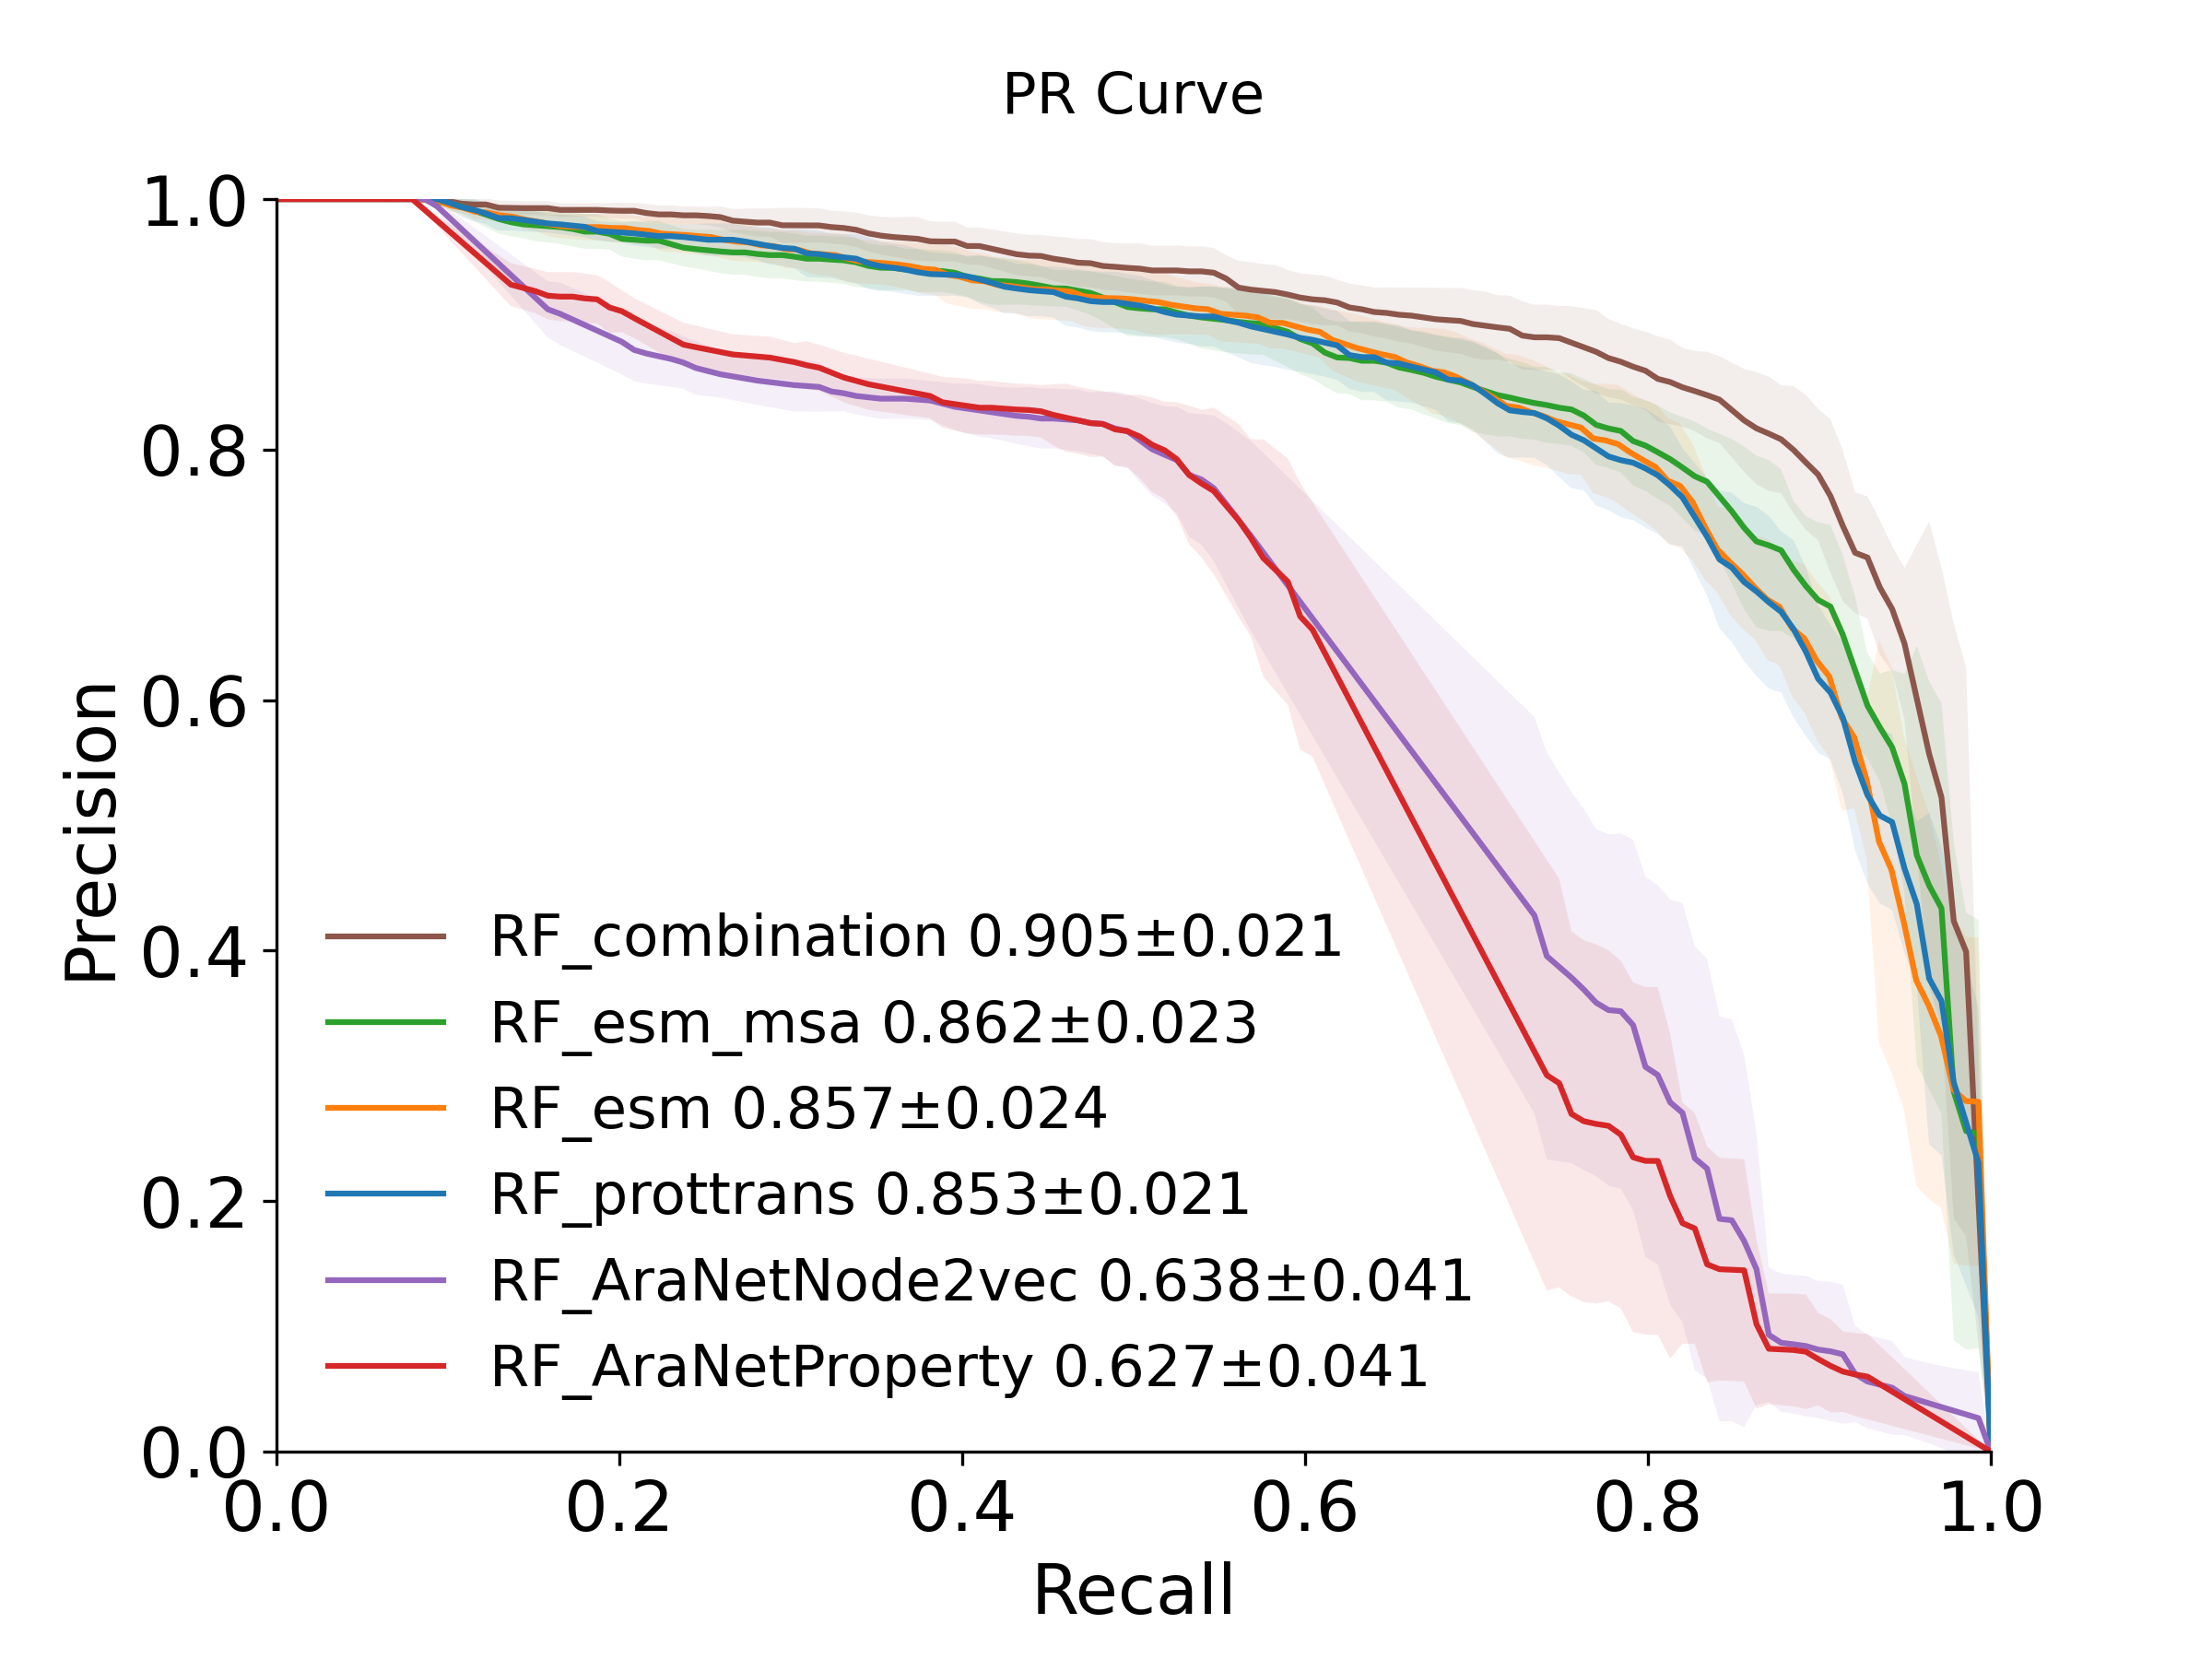 PR Curve
1.0
0.8
0.6
0.4
0.2
0.0
Precision
RF_combination 0.905±0.021
RF_esm_msa 0.862±0.023
RF_esm 0.857±0.024
RF_prottrans 0.853±0.021
RF_AraNetNode2vec 0.638±0.041
RF_AraNetProperty 0.627±0.041
0.0 0.2 0.4 0.6 0.8 1.0
Recall